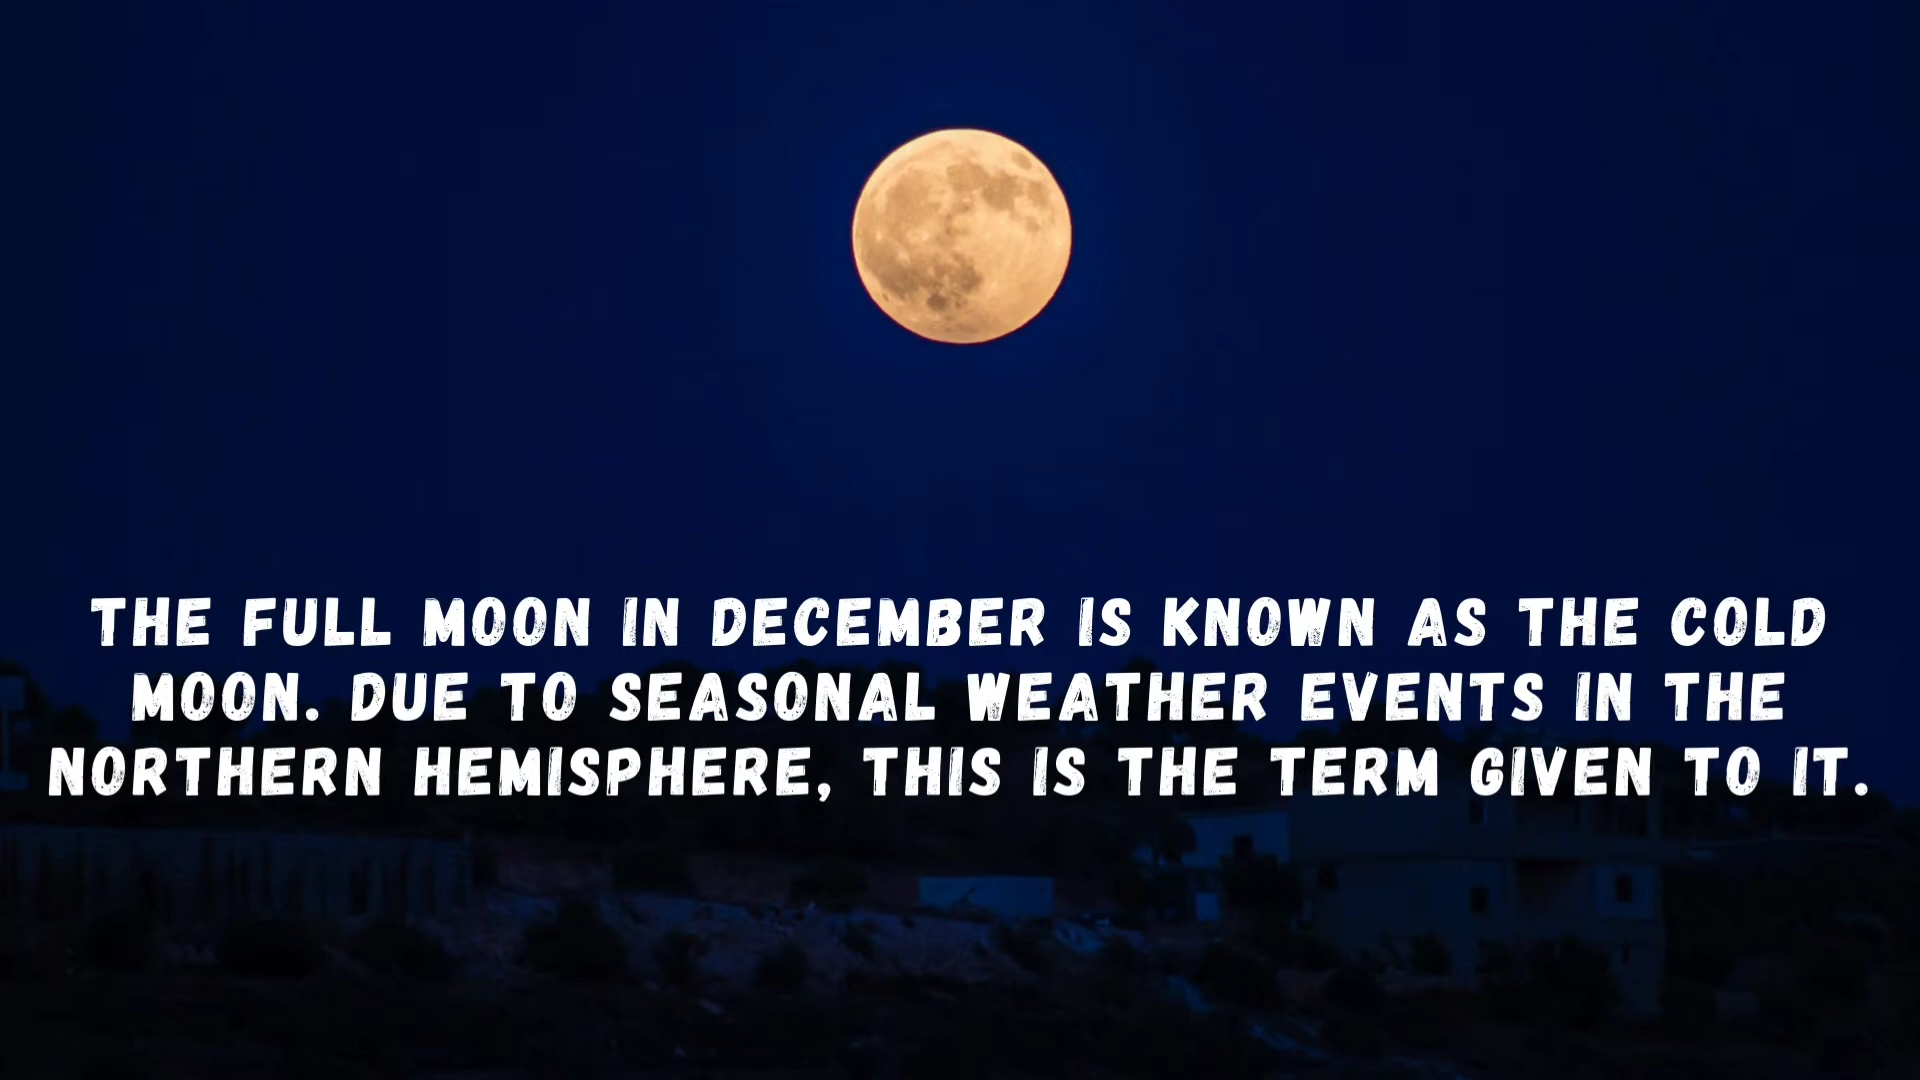 THE FULL MOON IN DECEMBER IS KNOWN AS THE COLD
MOON. DUE TO SEASONAL WEATHER EVENTS IN THE
NORTHERN HEMISPHERE, THIS IS THE TERM GIVEN TO IT.